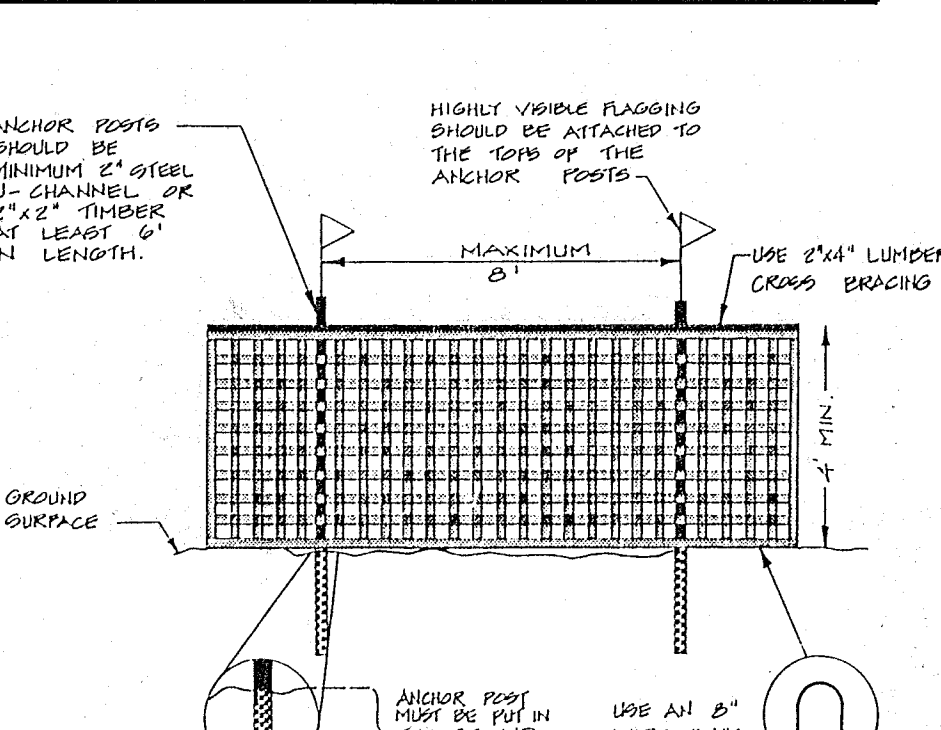 ANCHOR POSTS
SHOULD BE
MINIMUM 2" STEEL
U-CHANNEL OR
2"x2" TIMBER
AT LEAST 6'
IN LENGTH.
HIGHLY VISIBLE FLAGGING
SHOULD BE ATTACHED TO
THE TOPS OF THE
ANCHOR POSTS
MAXIMUM
8'
USE 2"x4" LUMBER
CROSS BRACING
4' MIN.
GROUND
SURFACE
ANCHOR POST
MUST BE PUT IN
USE AN 8"